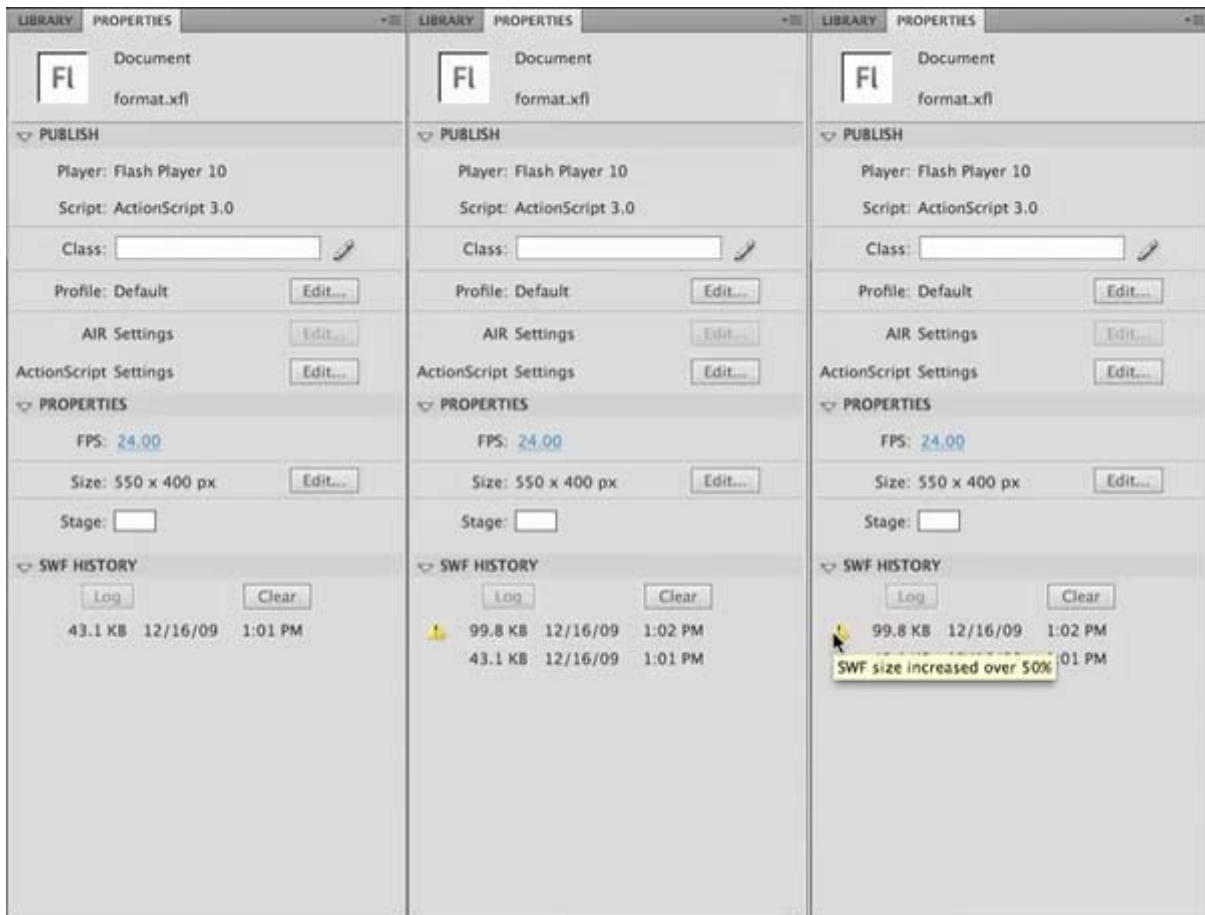 LIBRARY PROPERTIES
Fl
Document
format.xfl
PUBLISH
Player: Flash Player 10
Script: ActionScript 3.0
Class:
Profile: Default Edit...
AIR Settings Edit...
ActionScript Settings Edit...
PROPERTIES
FPS: 24.00
Size: 550 x 400 px Edit...
Stage:
SWF HISTORY
Log Clear
43.1 KB 12/16/09 1:01 PM
LIBRARY PROPERTIES
Fl
Document
format.xfl
PUBLISH
Player: Flash Player 10
Script: ActionScript 3.0
Class:
Profile: Default Edit...
AIR Settings Edit...
ActionScript Settings Edit...
PROPERTIES
FPS: 24.00
Size: 550 x 400 px Edit...
Stage:
SWF HISTORY
Log Clear
99.8 KB 12/16/09 1:02 PM
43.1 KB 12/16/09 1:01 PM
LIBRARY PROPERTIES
Fl
Document
format.xfl
PUBLISH
Player: Flash Player 10
Script: ActionScript 3.0
Class:
Profile: Default Edit...
AIR Settings Edit...
ActionScript Settings Edit...
PROPERTIES
FPS: 24.00
Size: 550 x 400 px Edit...
Stage:
SWF HISTORY
Log Clear
99.8 KB 12/16/09 1:02 PM
:01 PM
SWF size increased over 50%